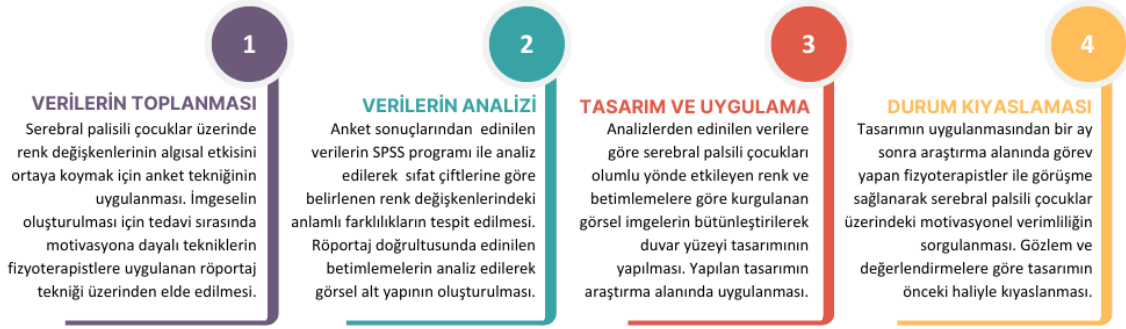 1
VERİLERİN TOPLANMASI
Serebral palisili çocuklar üzerinde
renk değişkenlerinin algısal etkisini
ortaya koymak için anket tekniğinin
uygulanması. İmgeselin
oluşturulması için tedavi sırasında
motivasyona dayalı tekniklerin
fizyoterapistlere uygulanan röportaj
tekniği üzerinden elde edilmesi.
2
VERİLERİN ANALİZİ
Anket sonuçlarından edinilen
verilerin SPSS programı ile analiz
edilerek sıfat çiftlerine göre
belirlenen renk değişkenlerindeki
anlamlı farklılıkların tespit edilmesi.
Röportaj doğrultusunda edinilen
betimlemelerin analiz edilerek
görsel alt yapının oluşturulması.
3
TASARIM VE UYGULAMA
Analizlerden edinilen verilere
göre serebral palsili çocukları
olumlu yönde etkileyen renk ve
betimlemelere göre kurgulanan
görsel imgelerin bütünleştirilerek
duvar yüzeyi tasarımının
yapılması. Yapılan tasarımın
araştırma alanında uygulanması.
4
DURUM KIYASLAMASI
Tasarımın uygulanmasından bir ay
sonra araştırma alanında görev
yapan fizyoterapistler ile görüşme
sağlanarak serebral palsili çocuklar
üzerindeki motivasyonel verimliliğin
sorgulanması. Gözlem ve
değerlendirmelere göre tasarımın
önceki haliyle kıyaslanması.